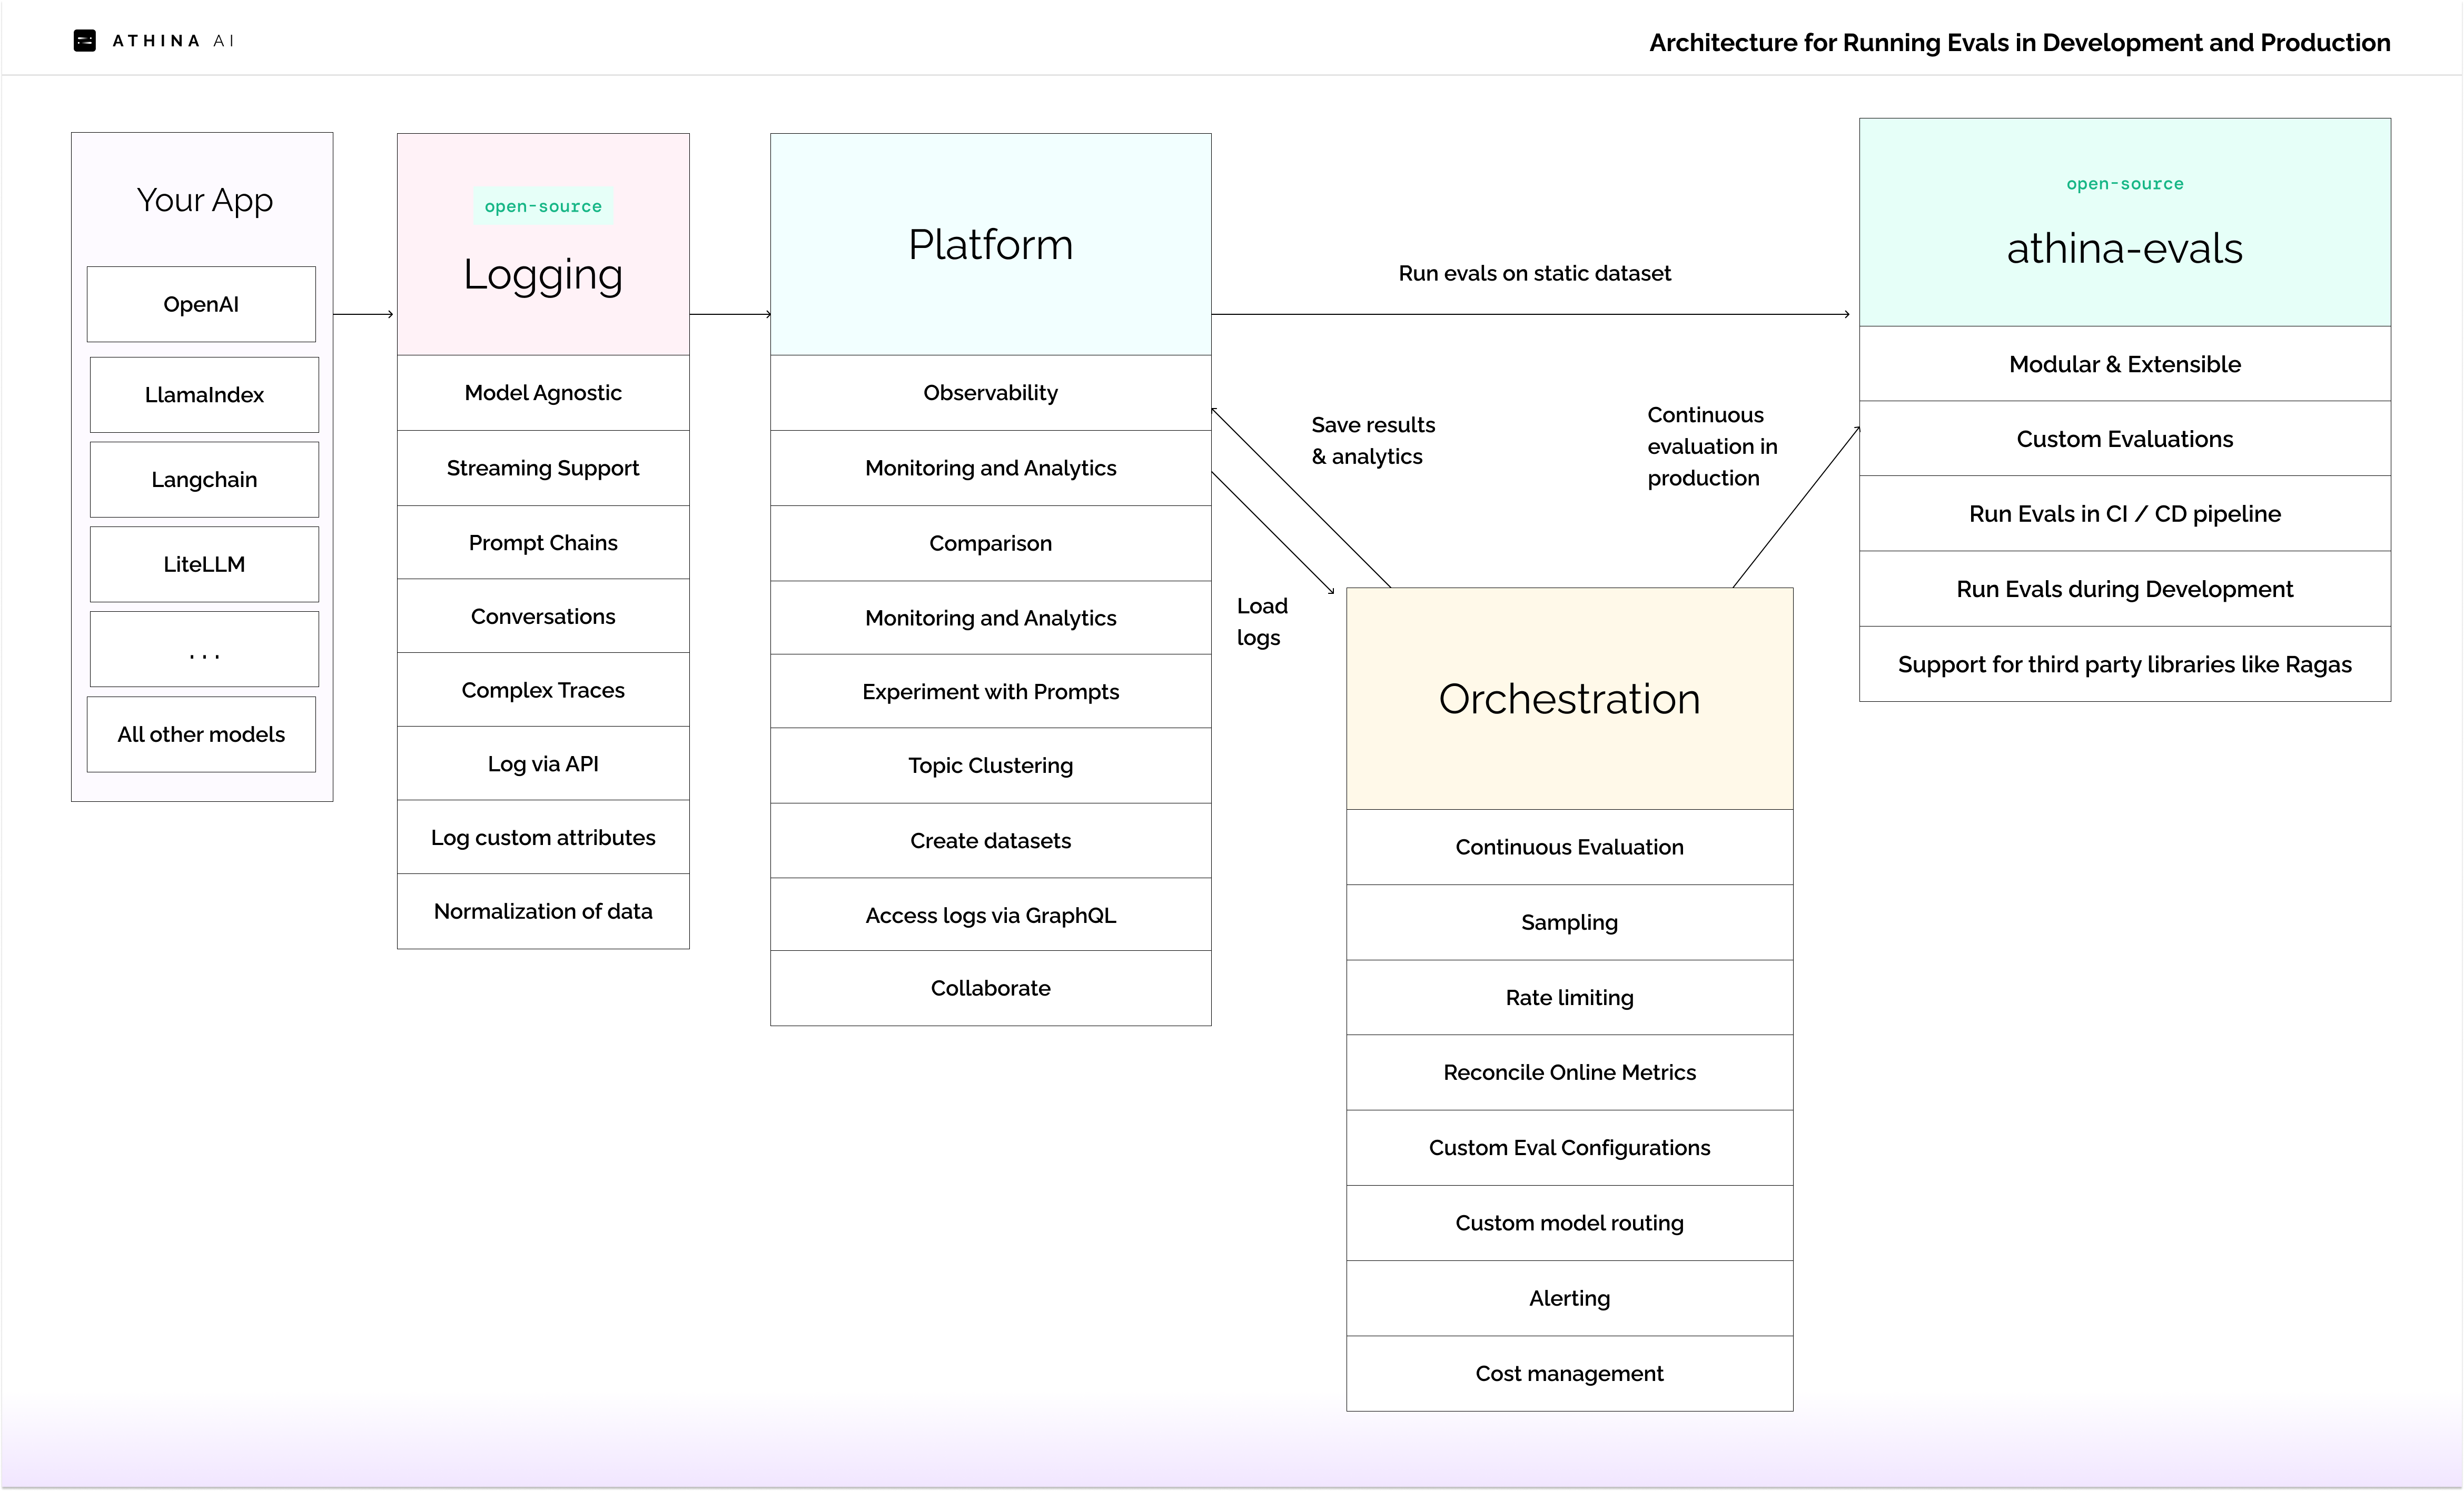 ATHINA AI
Architecture for Running Evals in Development and Production
Your App
OpenAI
LlamaIndex
Langchain
LiteLLM
. . .
All other models
open-source
Logging
Model Agnostic
Streaming Support
Prompt Chains
Conversations
Complex Traces
Log via API
Log custom attributes
Normalization of data
Platform
Observability
Monitoring and Analytics
Comparison
Monitoring and Analytics
Experiment with Prompts
Topic Clustering
Create datasets
Access logs via GraphQL
Collaborate
Run evals on static dataset
Save results
& analytics
Load
logs
Continuous
evaluation in
production
Orchestration
Continuous Evaluation
Sampling
Rate limiting
Reconcile Online Metrics
Custom Eval Configurations
Custom model routing
Alerting
Cost management
open-source
athina-evals
Modular & Extensible
Custom Evaluations
Run Evals in CI / CD pipeline
Run Evals during Development
Support for third party libraries like Ragas